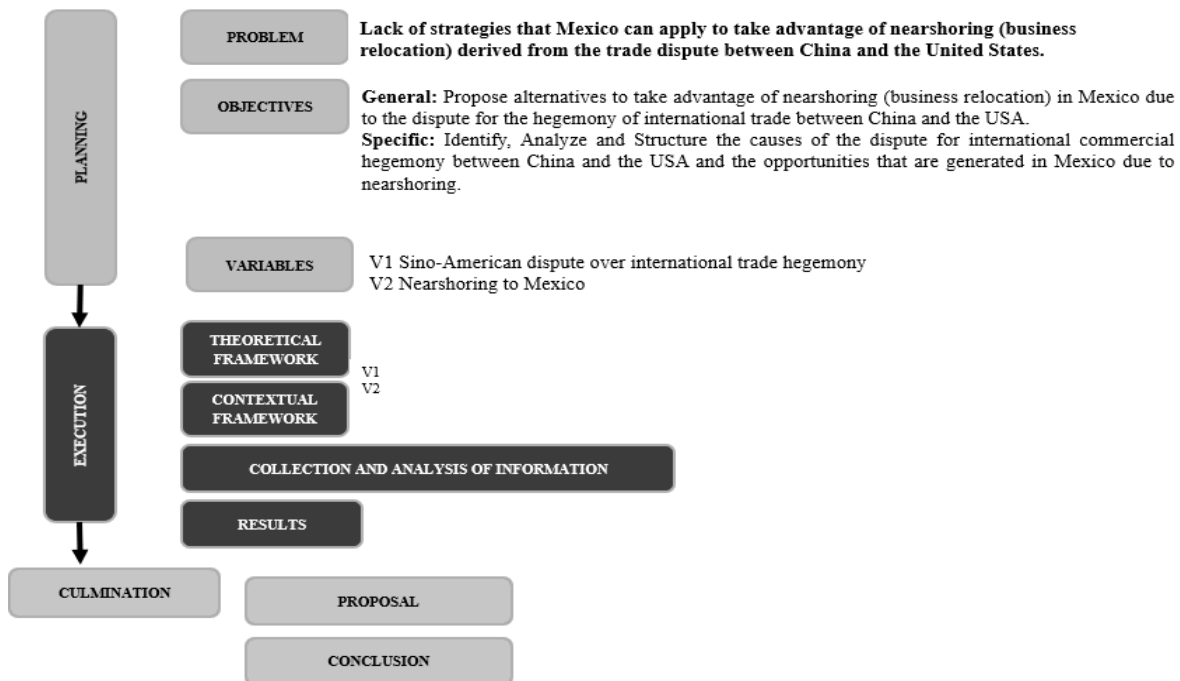 PLANNING
PROBLEM
Lack of strategies that Mexico can apply to take advantage of nearshoring (business
relocation) derived from the trade dispute between China and the United States.
OBJECTIVES
General: Propose alternatives to take advantage of nearshoring (business relocation) in Mexico due
to the dispute for the hegemony of international trade between China and the USA.
Specific: Identify, Analyze and Structure the causes of the dispute for international commercial
hegemony between China and the USA and the opportunities that are generated in Mexico due to
nearshoring.
VARIABLES
V1 Sino-American dispute over international trade hegemony
V2 Nearshoring to Mexico
EXECUTION
THEORETICAL
FRAMEWORK
V1
V2
CONTEXTUAL
FRAMEWORK
COLLECTION AND ANALYSIS OF INFORMATION
RESULTS
CULMINATION
PROPOSAL
CONCLUSION